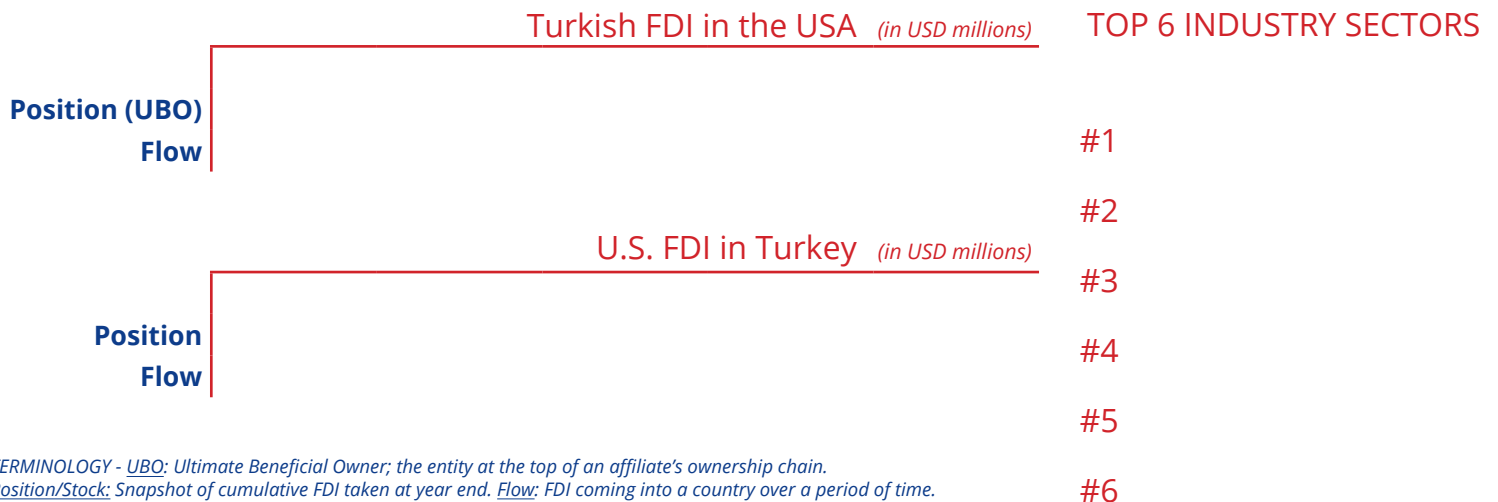 Turkish FDI in the USA (in USD millions)
Position (UBO)
Flow
U.S. FDI in Turkey (in USD millions)
Position
Flow
ERMINOLOGY - UBO: Ultimate Beneficial Owner; the entity at the top of an affiliate's ownership chain.
osition/Stock: Snapshot of cumulative FDI taken at year end. Flow: FDI coming into a country over a period of time.
TOP 6 INDUSTRY SECTORS
#1
#2
#3
#4
#5
#6